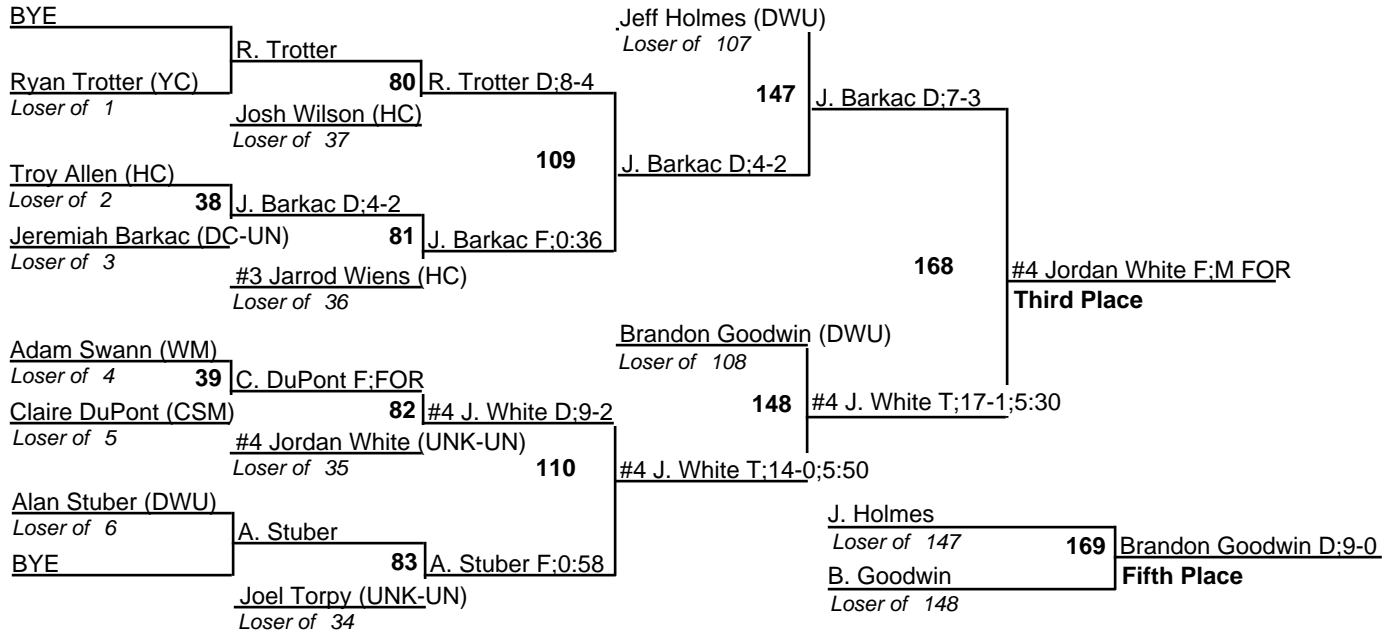 BYE
Jeff Holmes (DWU)
Loser of 107
R. Trotter
Ryan Trotter (YC)
Loser of 1
80
R. Trotter D;8-4
147
J. Barkac D;7-3
Josh Wilson (HC)
Loser of 37
109
J. Barkac D;4-2
Troy Allen (HC)
Loser of 2
38
J. Barkac D;4-2
Jeremiah Barkac (DC-UN)
Loser of 3
81
J. Barkac F;0:36
168
#3 Jarrod Wiens (HC)
Loser of 36
#4 Jordan White F;M FOR
Third Place
Brandon Goodwin (DWU)
Loser of 108
Adam Swann (WM)
Loser of 4
39
C. DuPont F;FOR
Claire DuPont (CSM)
Loser of 5
82
#4 J. White D;9-2
148
#4 J. White T;17-1;5:30
#4 Jordan White (UNK-UN)
Loser of 35
110
#4 J. White T;14-0;5:50
Alan Stuber (DWU)
Loser of 6
A. Stuber
BYE
83
A. Stuber F;0:58
Joel Torpy (UNK-UN)
Loser of 34
J. Holmes
Loser of 147
169
Brandon Goodwin D;9-0
Fifth Place
B. Goodwin
Loser of 148